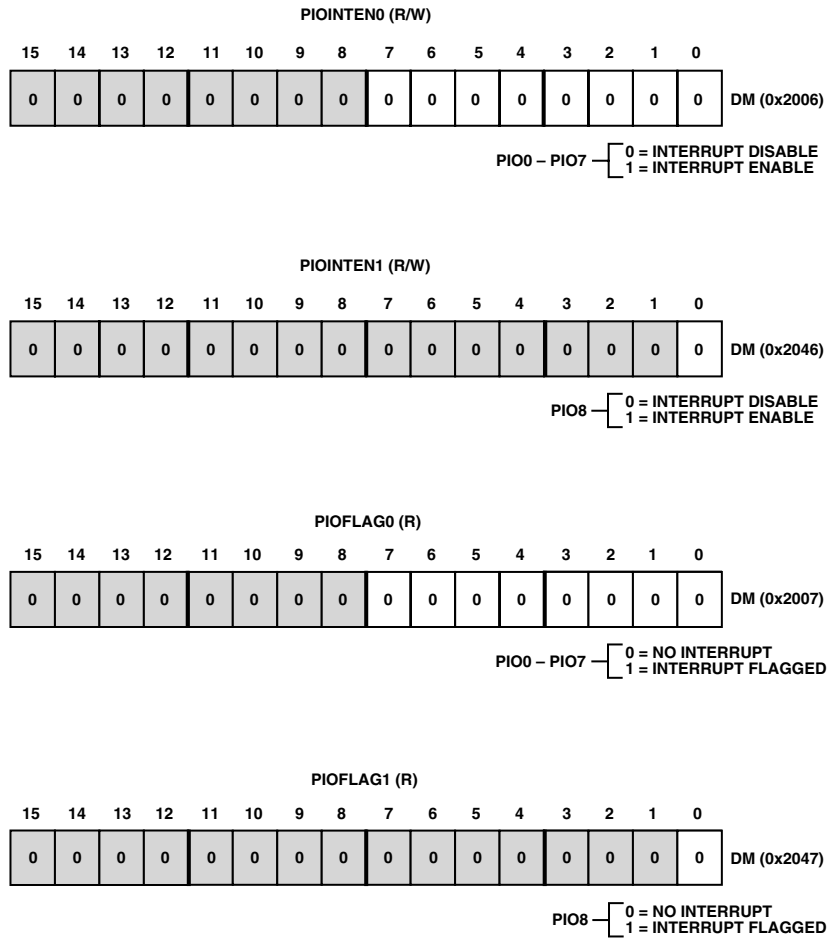 PIOINTEN0 (R/W)
15 14 13 12 11 10 9 8 7 6 5 4 3 2 1 0
0 0 0 0 0 0 0 0 0 0 0 0 0 0 0 0 DM (0x2006)
PIO0 – PIO7 0 = INTERRUPT DISABLE
1 = INTERRUPT ENABLE
PIOINTEN1 (R/W)
15 14 13 12 11 10 9 8 7 6 5 4 3 2 1 0
0 0 0 0 0 0 0 0 0 0 0 0 0 0 0 0 DM (0x2046)
PIO8 0 = INTERRUPT DISABLE
1 = INTERRUPT ENABLE
PIOFLAG0 (R)
15 14 13 12 11 10 9 8 7 6 5 4 3 2 1 0
0 0 0 0 0 0 0 0 0 0 0 0 0 0 0 0 DM (0x2007)
PIO0 – PIO7 0 = NO INTERRUPT
1 = INTERRUPT FLAGGED
PIOFLAG1 (R)
15 14 13 12 11 10 9 8 7 6 5 4 3 2 1 0
0 0 0 0 0 0 0 0 0 0 0 0 0 0 0 0 DM (0x2047)
PIO8 0 = NO INTERRUPT
1 = INTERRUPT FLAGGED